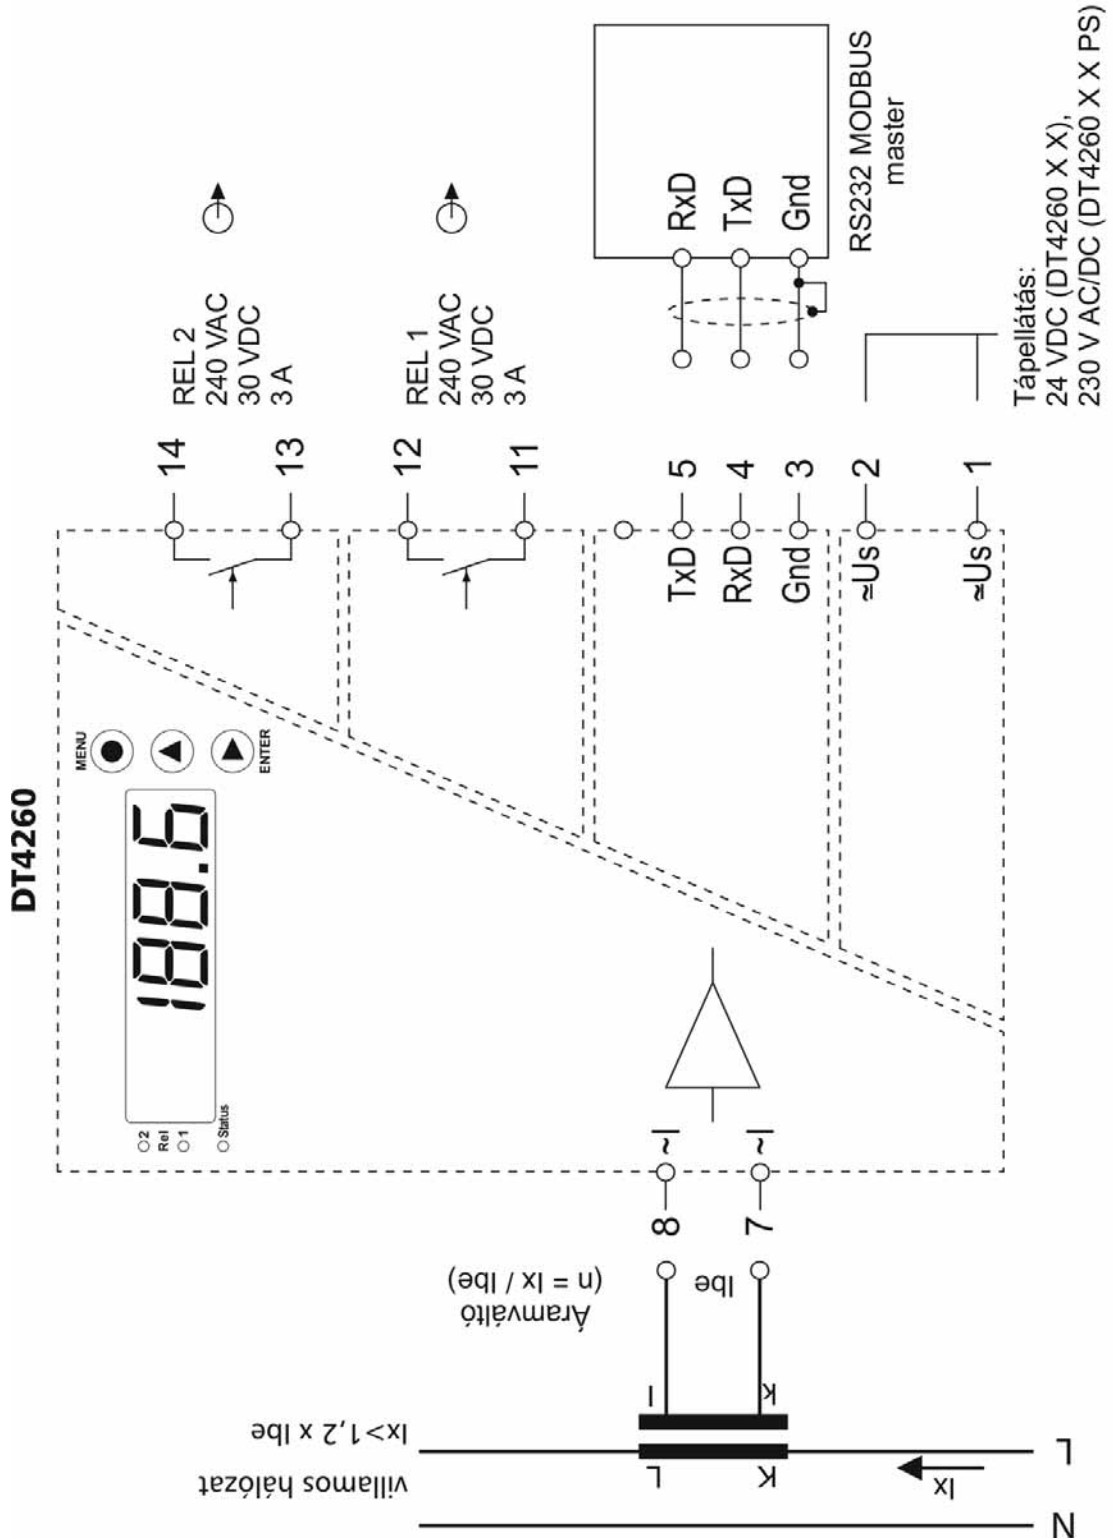 DT4260
MENU
ENTER
188.6
2
Rel
1
Status
14
13
REL 2
240 VAC
30 VDC
3 A
12
11
REL 1
240 VAC
30 VDC
3 A
TxD
RxD
Gnd
5
4
3
RxD
TxD
Gnd
RS232 MODBUS
master
≃Us
≃Us
2
1
Tápellátás:
24 VDC (DT4260 X X),
230 V AC/DC (DT4260 X X PS)
~I
~I
8
7
Áramváltó
(n = Ix / Ibe)
Ibe
l
k
L
K
villamos hálózat
Ix>1,2 x Ibe
Ix
L
N